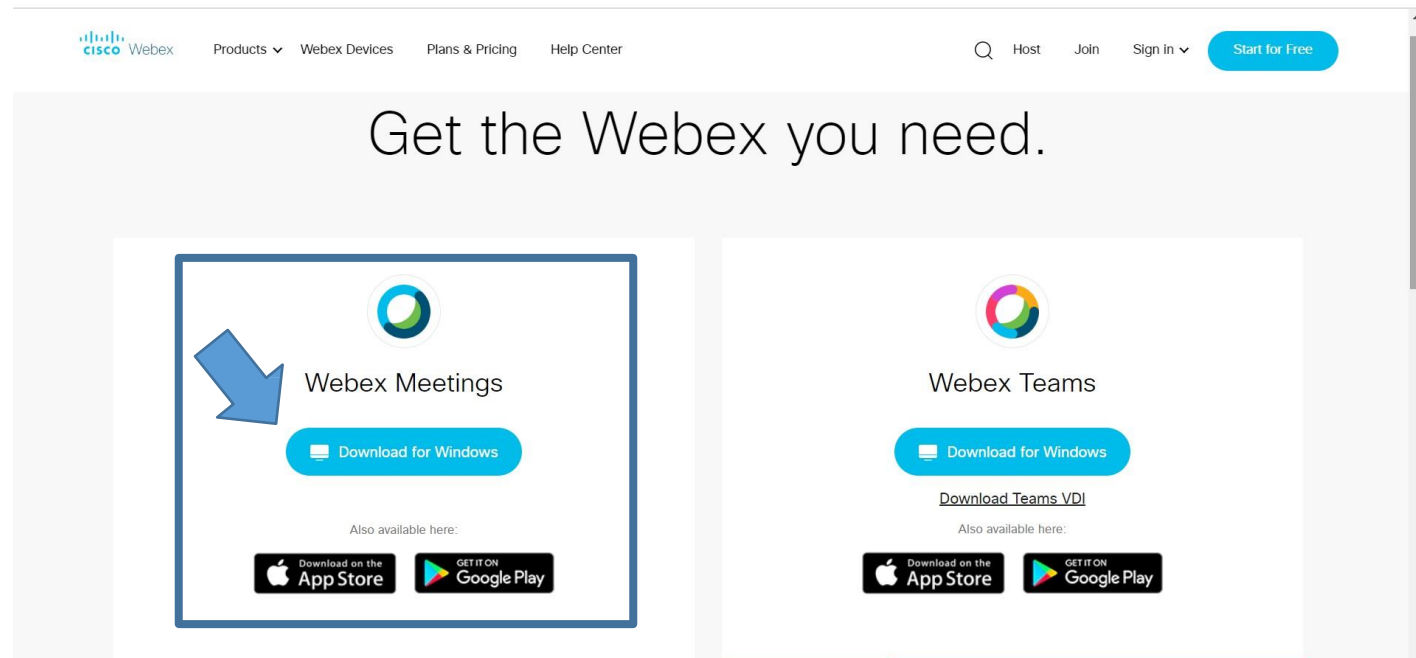 CISCO Webex Products Webex Devices Plans & Pricing Help Center Host Join Sign in Start for Free
Get the Webex you need.
Webex Meetings
Download for Windows
Also available here:
Download on the
App Store
GET IT ON
Google Play
Webex Teams
Download for Windows
Download Teams VDI
Also available here:
Download on the
App Store
GET IT ON
Google Play